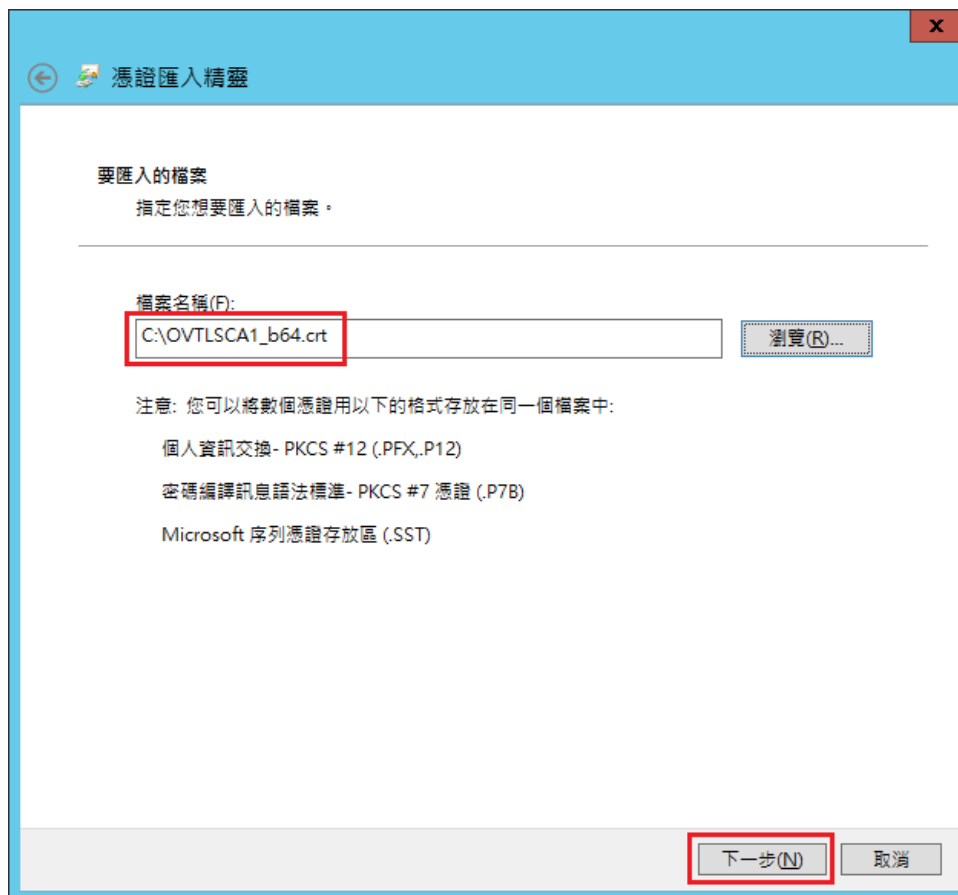 x
憑證匯入精靈
要匯入的檔案
指定您想要匯入的檔案。
檔案名稱(F):
C:\OVTLSCA1_b64.crt
瀏覽(R)...
注意: 您可以將數個憑證用以下的格式存放在同一個檔案中:
個人資訊交換- PKCS #12 (.PFX,.P12)
密碼編譯訊息語法標準- PKCS #7 憑證 (.P7B)
Microsoft 序列憑證存放區 (.SST)
下一步(N)
取消